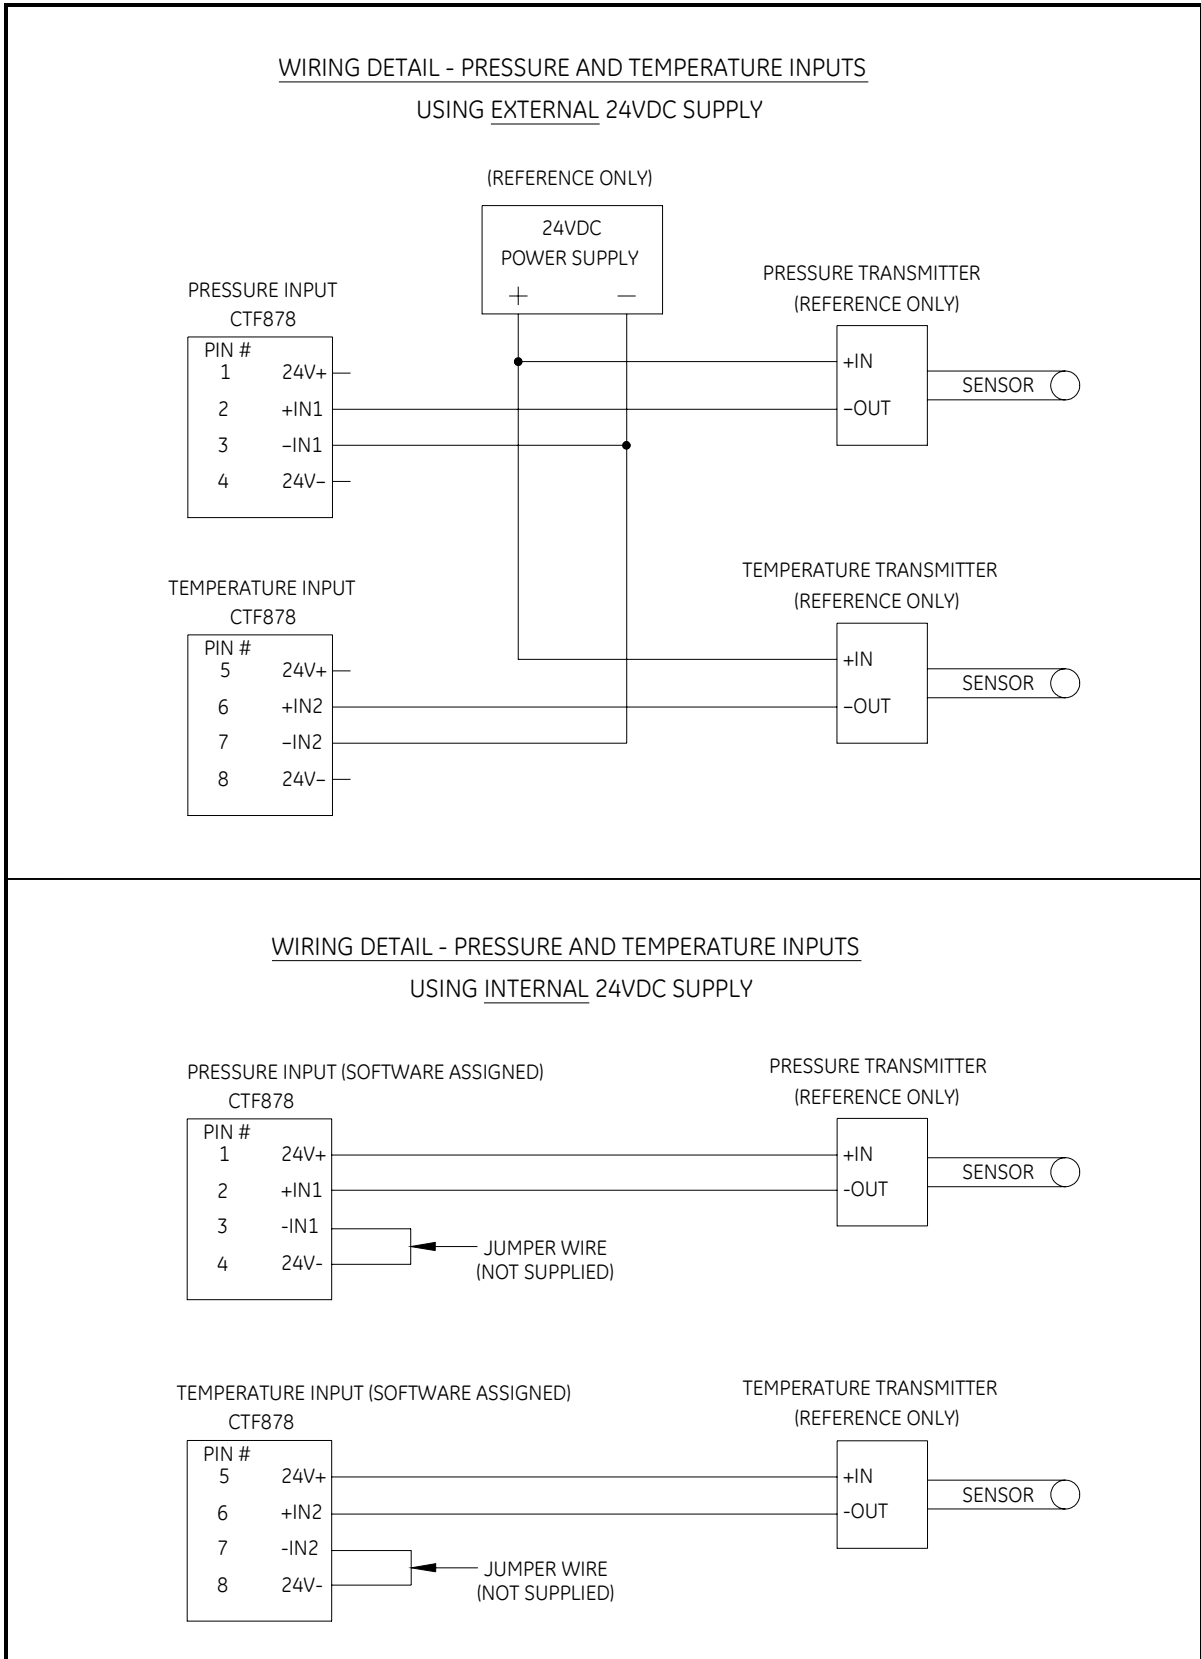 WIRING DETAIL - PRESSURE AND TEMPERATURE INPUTS
USING EXTERNAL 24VDC SUPPLY
(REFERENCE ONLY)
24VDC
POWER SUPPLY
+ —
PRESSURE INPUT
CTF878
PIN #
1 24V+
2 +IN1
3 –IN1
4 24V–
PRESSURE TRANSMITTER
(REFERENCE ONLY)
+IN
–OUT
SENSOR
TEMPERATURE INPUT
CTF878
PIN #
5 24V+
6 +IN2
7 –IN2
8 24V–
TEMPERATURE TRANSMITTER
(REFERENCE ONLY)
+IN
–OUT
SENSOR
WIRING DETAIL - PRESSURE AND TEMPERATURE INPUTS
USING INTERNAL 24VDC SUPPLY
PRESSURE INPUT (SOFTWARE ASSIGNED)
CTF878
PIN #
1 24V+
2 +IN1
3 -IN1
4 24V-
JUMPER WIRE
(NOT SUPPLIED)
PRESSURE TRANSMITTER
(REFERENCE ONLY)
+IN
-OUT
SENSOR
TEMPERATURE INPUT (SOFTWARE ASSIGNED)
CTF878
PIN #
5 24V+
6 +IN2
7 -IN2
8 24V-
JUMPER WIRE
(NOT SUPPLIED)
TEMPERATURE TRANSMITTER
(REFERENCE ONLY)
+IN
-OUT
SENSOR